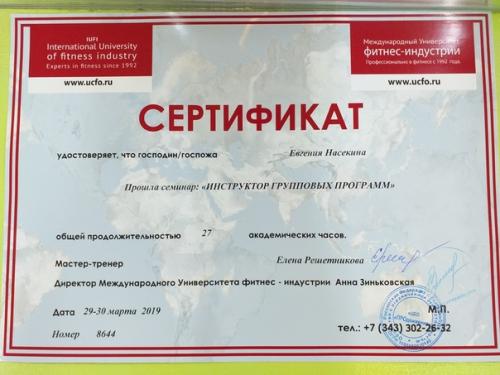 IUFI
International University
of fitness industry
Experts in fitness since 1992
www.ucfo.ru
Международный Университет
фитнес-индустрии
Профессионально в фитнесе с 1992 года.
www.ucfo.ru
СЕРТИФИКАТ
удостоверяет, что господин/госпожа Евгения Насекина
Прошла семинар: «ИНСТРУКТОР ГРУППОВЫХ ПРОГРАММ»
общей продолжительностью 27 академических часов.
Мастер-тренер Елена Решетникова
Директор Международного Университета фитнес - индустрии Анна Зиньковская
Дата 29-30 марта 2019
М.П.
Номер 8644
тел.: +7 (343) 302-26-32